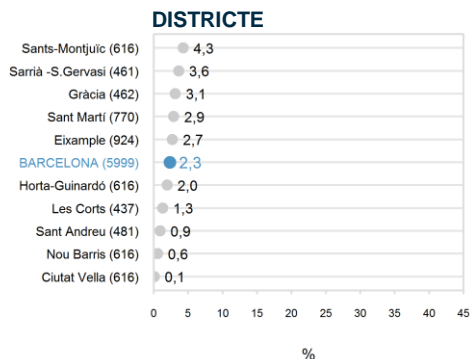 DISTRICTE
Sants-Montjuïc (616) 4,3
Sarrià -S.Gervasi (461) 3,6
Gràcia (462) 3,1
Sant Martí (770) 2,9
Eixample (924) 2,7
BARCELONA (5999) 2,3
Horta-Guinardó (616) 2,0
Les Corts (437) 1,3
Sant Andreu (481) 0,9
Nou Barris (616) 0,6
Ciutat Vella (616) 0,1
0 5 10 15 20 25 30 35 40 45
%